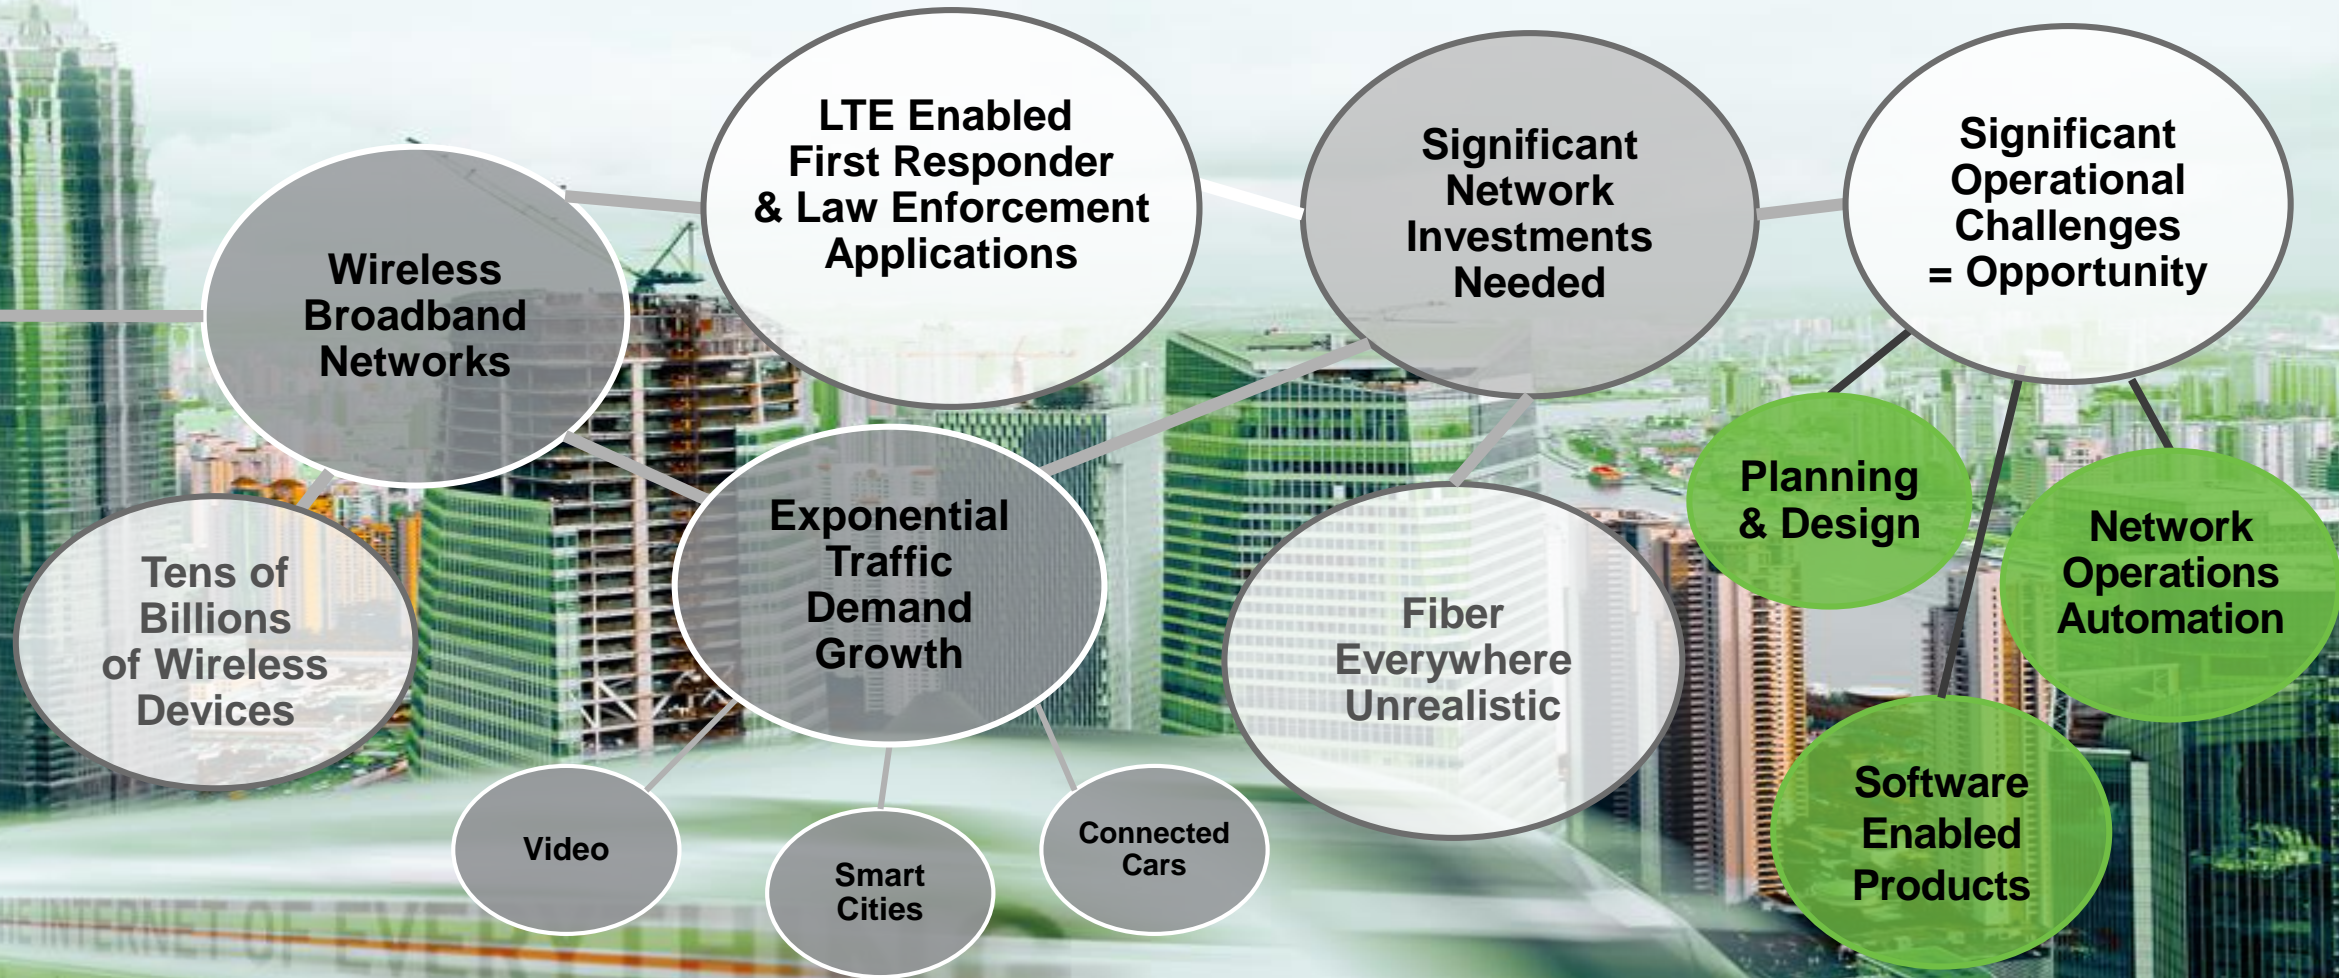 LTE Enabled
First Responder
& Law Enforcement
Applications
Significant
Network
Investments
Needed
Significant
Operational
Challenges
= Opportunity
Wireless
Broadband
Networks
Planning
& Design
Network
Operations
Automation
Exponential
Traffic
Demand
Growth
Tens of
Billions
of Wireless
Devices
Fiber
Everywhere
Unrealistic
Software
Enabled
Products
Video
Smart
Cities
Connected
Cars
INTERNET OF